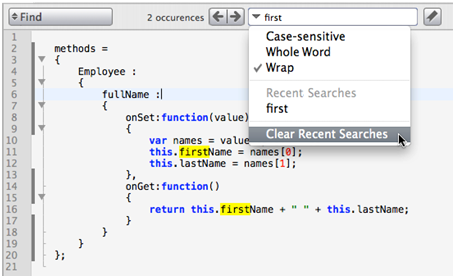 Find 2 occurences first
Case-sensitive
Whole Word
Wrap
Recent Searches
first
Clear Recent Searches
1
2 methods =
3 {
4 Employee :
5 {
6 fullName :
7 {
8 onSet:function(value)
9 {
10 var names = value
11 this.firstName = names[0];
12 this.lastName = names[1];
13 },
14 onGet:function()
15 {
16 return this.firstName + " " + this.lastName;
17 }
18 }
19 }
20 };
21